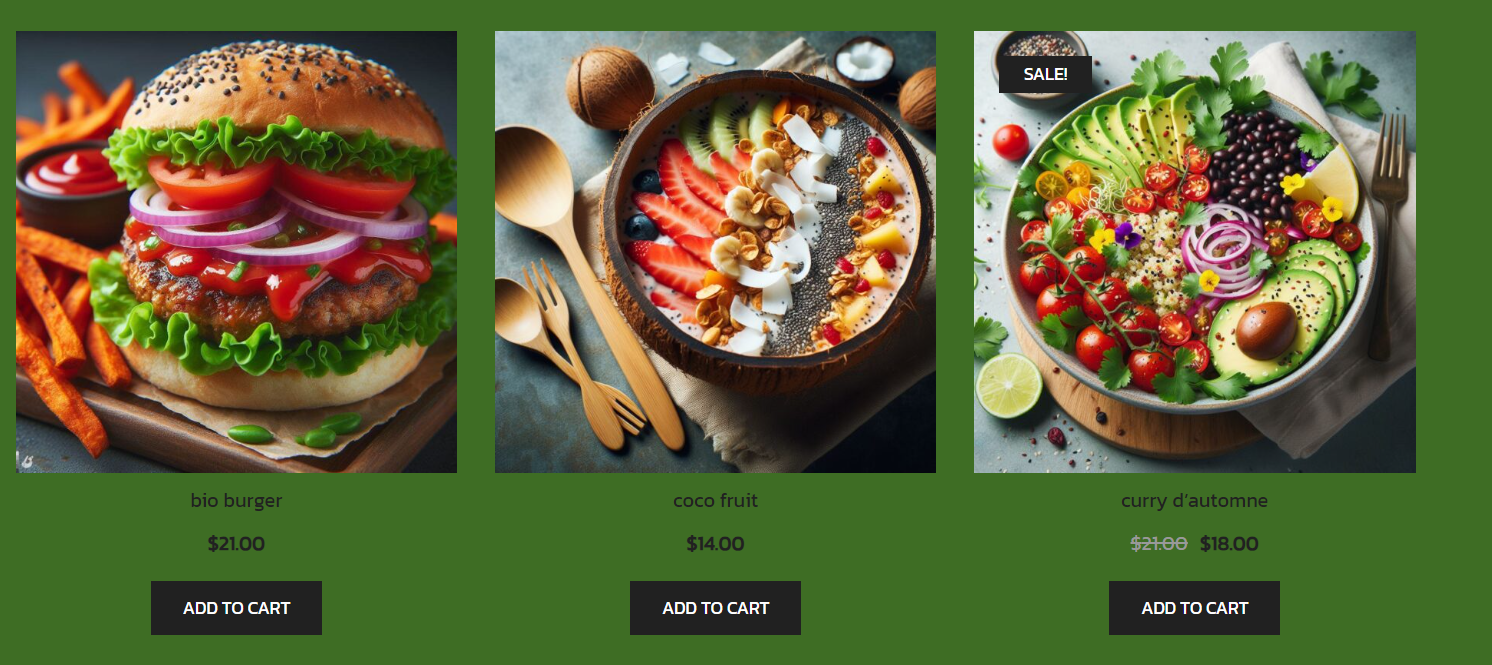 SALE!
bio burger
coco fruit
curry d'automne
$21.00
$14.00
$21.00 $18.00
ADD TO CART
ADD TO CART
ADD TO CART